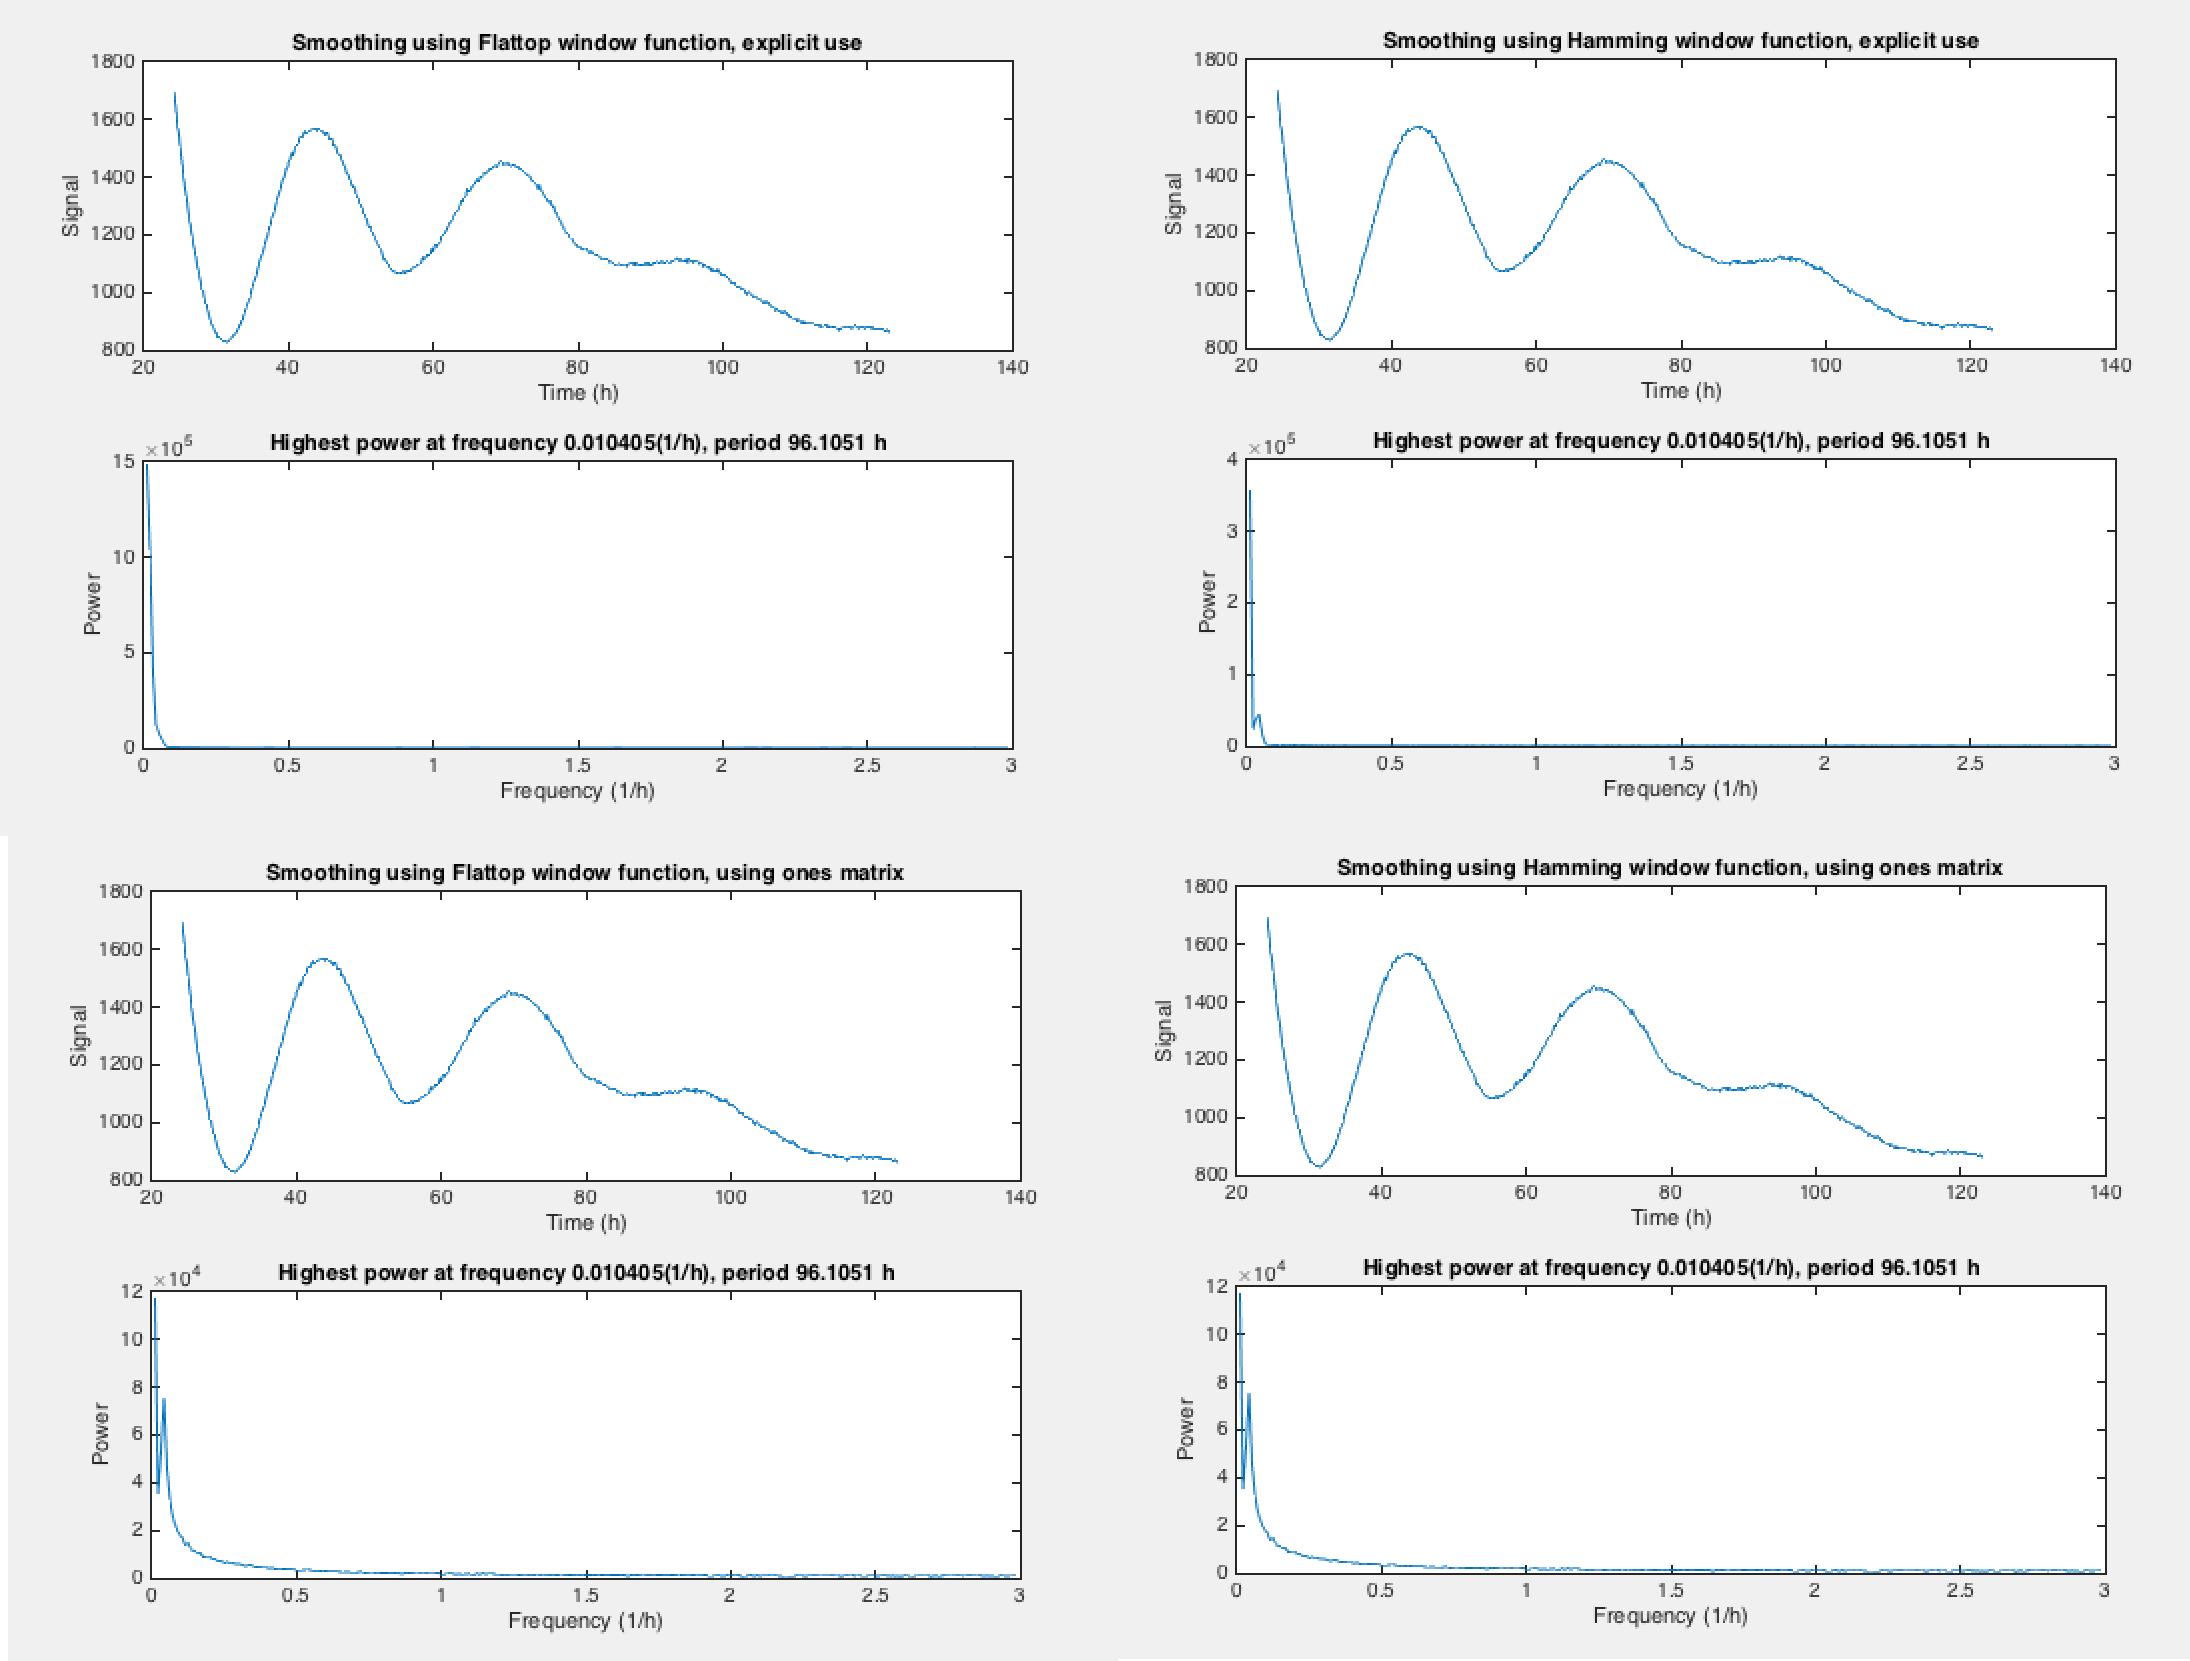 Smoothing using Flattop window function, explicit use
1800
1600
1400
1200
1000
800
Signal
20 40 60 80 100 120 140
Time (h)
×10^5
Highest power at frequency 0.010405(1/h), period 96.1051 h
15
10
5
0
Power
0 0.5 1 1.5 2 2.5 3
Frequency (1/h)
Smoothing using Hamming window function, explicit use
1800
1600
1400
1200
1000
800
Signal
20 40 60 80 100 120 140
Time (h)
×10^5
Highest power at frequency 0.010405(1/h), period 96.1051 h
4
3
2
1
0
Power
0 0.5 1 1.5 2 2.5 3
Frequency (1/h)
Smoothing using Flattop window function, using ones matrix
1800
1600
1400
1200
1000
800
Signal
20 40 60 80 100 120 140
Time (h)
×10^4
Highest power at frequency 0.010405(1/h), period 96.1051 h
12
10
8
6
4
2
0
Power
0 0.5 1 1.5 2 2.5 3
Frequency (1/h)
Smoothing using Hamming window function, using ones matrix
1800
1600
1400
1200
1000
800
Signal
20 40 60 80 100 120 140
Time (h)
×10^4
Highest power at frequency 0.010405(1/h), period 96.1051 h
12
10
8
6
4
2
0
Power
0 0.5 1 1.5 2 2.5 3
Frequency (1/h)